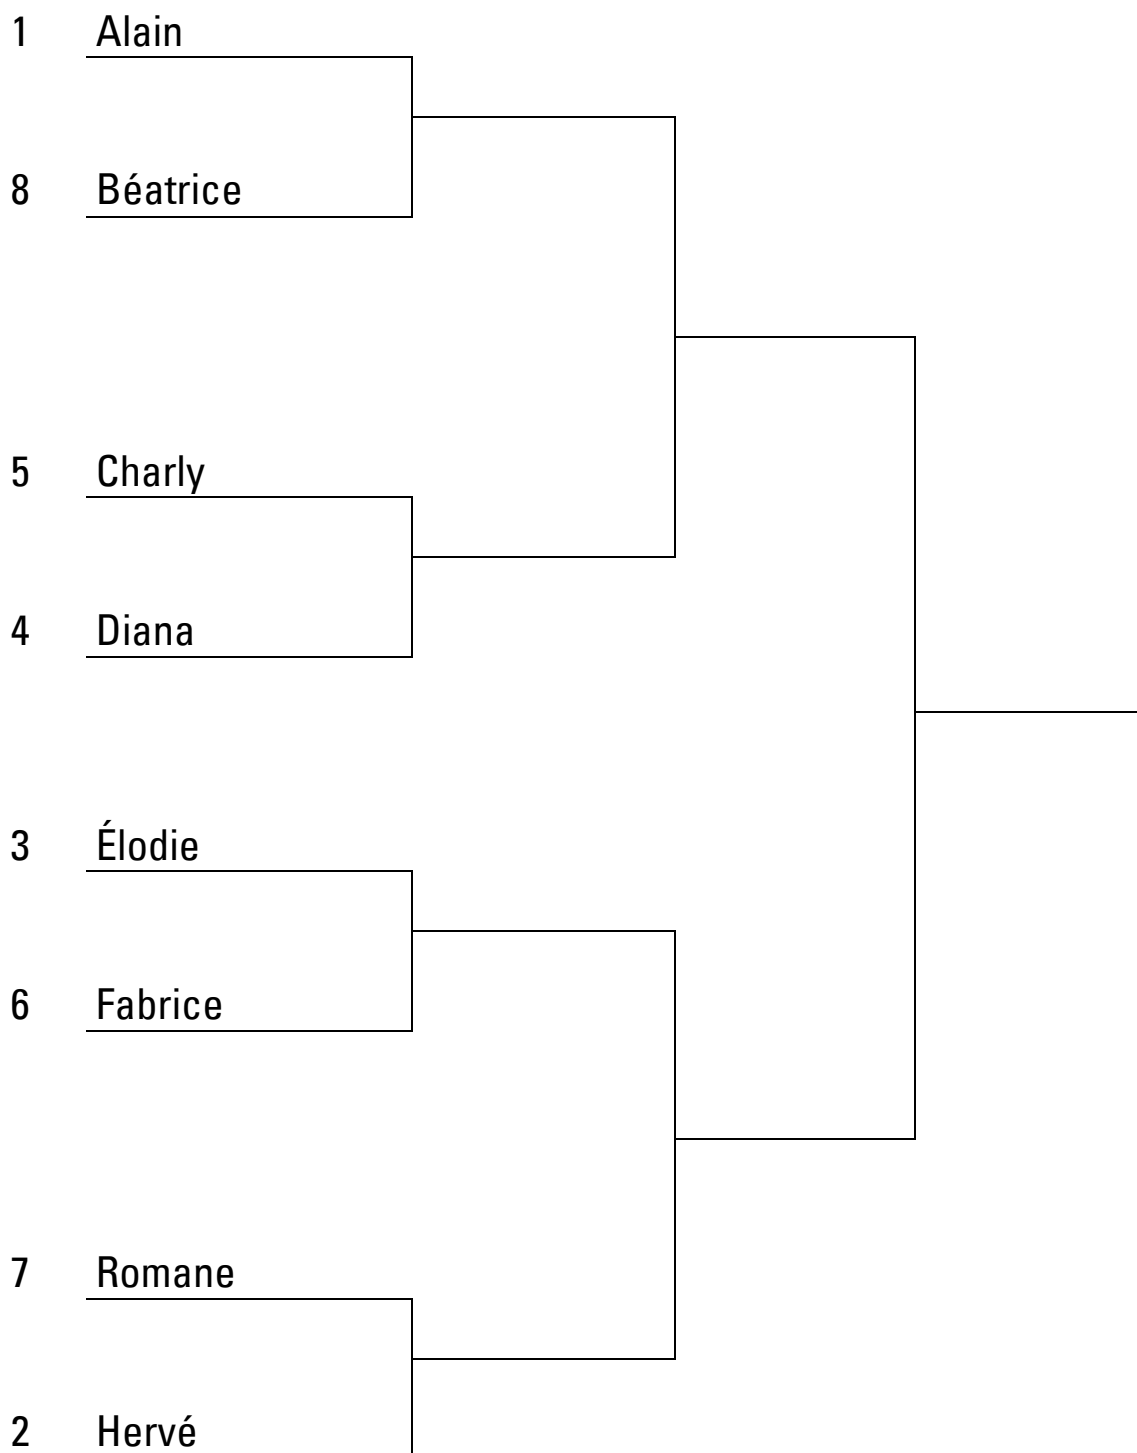 1 Alain
8 Béatrice
5 Charly
4 Diana
3 Élodie
6 Fabrice
7 Romane
2 Hervé